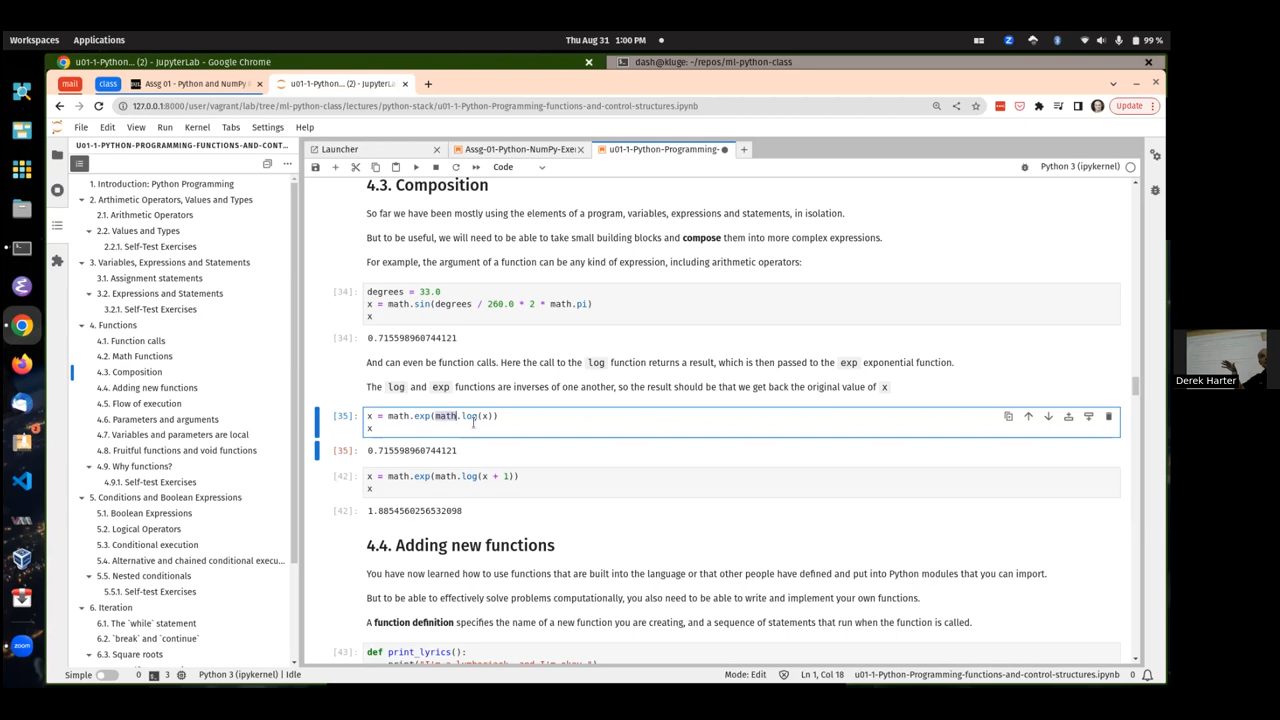 Workspaces Applications Thu Aug 31 1:00 PM 99 %
u01-1-Python... (2) - JupyterLab - Google Chrome dash@kluge: ~/repos/ml-python-class
mail class Assg 01 - Python and NumPy u01-1-Python... (2) - JupyterL
127.0.0.1:8000/user/vagrant/lab/tree/ml-python-class/lectures/python-stack/u01-1-Python-Programming-functions-and-control-structures.ipynb Update
File Edit View Run Kernel Tabs Settings Help
U01-1-PYTHON-PROGRAMMING-FUNCTIONS-AND-CONT...
Launcher Assg-01-Python-NumPy-Exe u01-1-Python-Programming-
Code Python 3 (ipykernel)
1. Introduction: Python Programming
2. Arthimetic Operators, Values and Types
2.1. Arithmetic Operators
2.2. Values and Types
2.2.1. Self-Test Exercises
3. Variables, Expressions and Statements
3.1. Assignment statements
3.2. Expressions and Statements
3.2.1. Self-Test Exercises
4. Functions
4.1. Function calls
4.2. Math Functions
4.3. Composition
4.4. Adding new functions
4.5. Flow of execution
4.6. Parameters and arguments
4.7. Variables and parameters are local
4.8. Fruitful functions and void functions
4.9. Why functions?
4.9.1. Self-test Exercises
5. Conditions and Boolean Expressions
5.1. Boolean Expressions
5.2. Logical Operators
5.3. Conditional execution
5.4. Alternative and chained conditional execu...
5.5. Nested conditionals
5.5.1. Self-test Exercises
6. Iteration
6.1. The `while` statement
6.2. `break` and `continue`
6.3. Square roots
4.3. Composition
So far we have been mostly using the elements of a program, variables, expressions and statements, in isolation.
But to be useful, we will need to be able to take small building blocks and compose them into more complex expressions.
For example, the argument of a function can be any kind of expression, including arithmetic operators:
[34]: degrees = 33.0
x = math.sin(degrees / 260.0 * 2 * math.pi)
x
[34]: 0.715598960744121
And can even be function calls. Here the call to the log function returns a result, which is then passed to the exp exponential function.
The log and exp functions are inverses of one another, so the result should be that we get back the original value of x
[35]: x = math.exp(math.log(x))
x
[35]: 0.715598960744121
[42]: x = math.exp(math.log(x + 1))
x
[42]: 1.8854560256532098
4.4. Adding new functions
You have now learned how to use functions that are built into the language or that other people have defined and put into Python modules that you can import.
But to be able to effectively solve problems computationally, you also need to be able to write and implement your own functions.
A function definition specifies the name of a new function you are creating, and a sequence of statements that run when the function is called.
[43]: def print_lyrics():
Derek Harter
zoom
Simple 0 3 Python 3 (ipykernel) | Idle Mode: Edit Ln 1, Col 18 u01-1-Python-Programming-functions-and-control-structures.ipynb 0